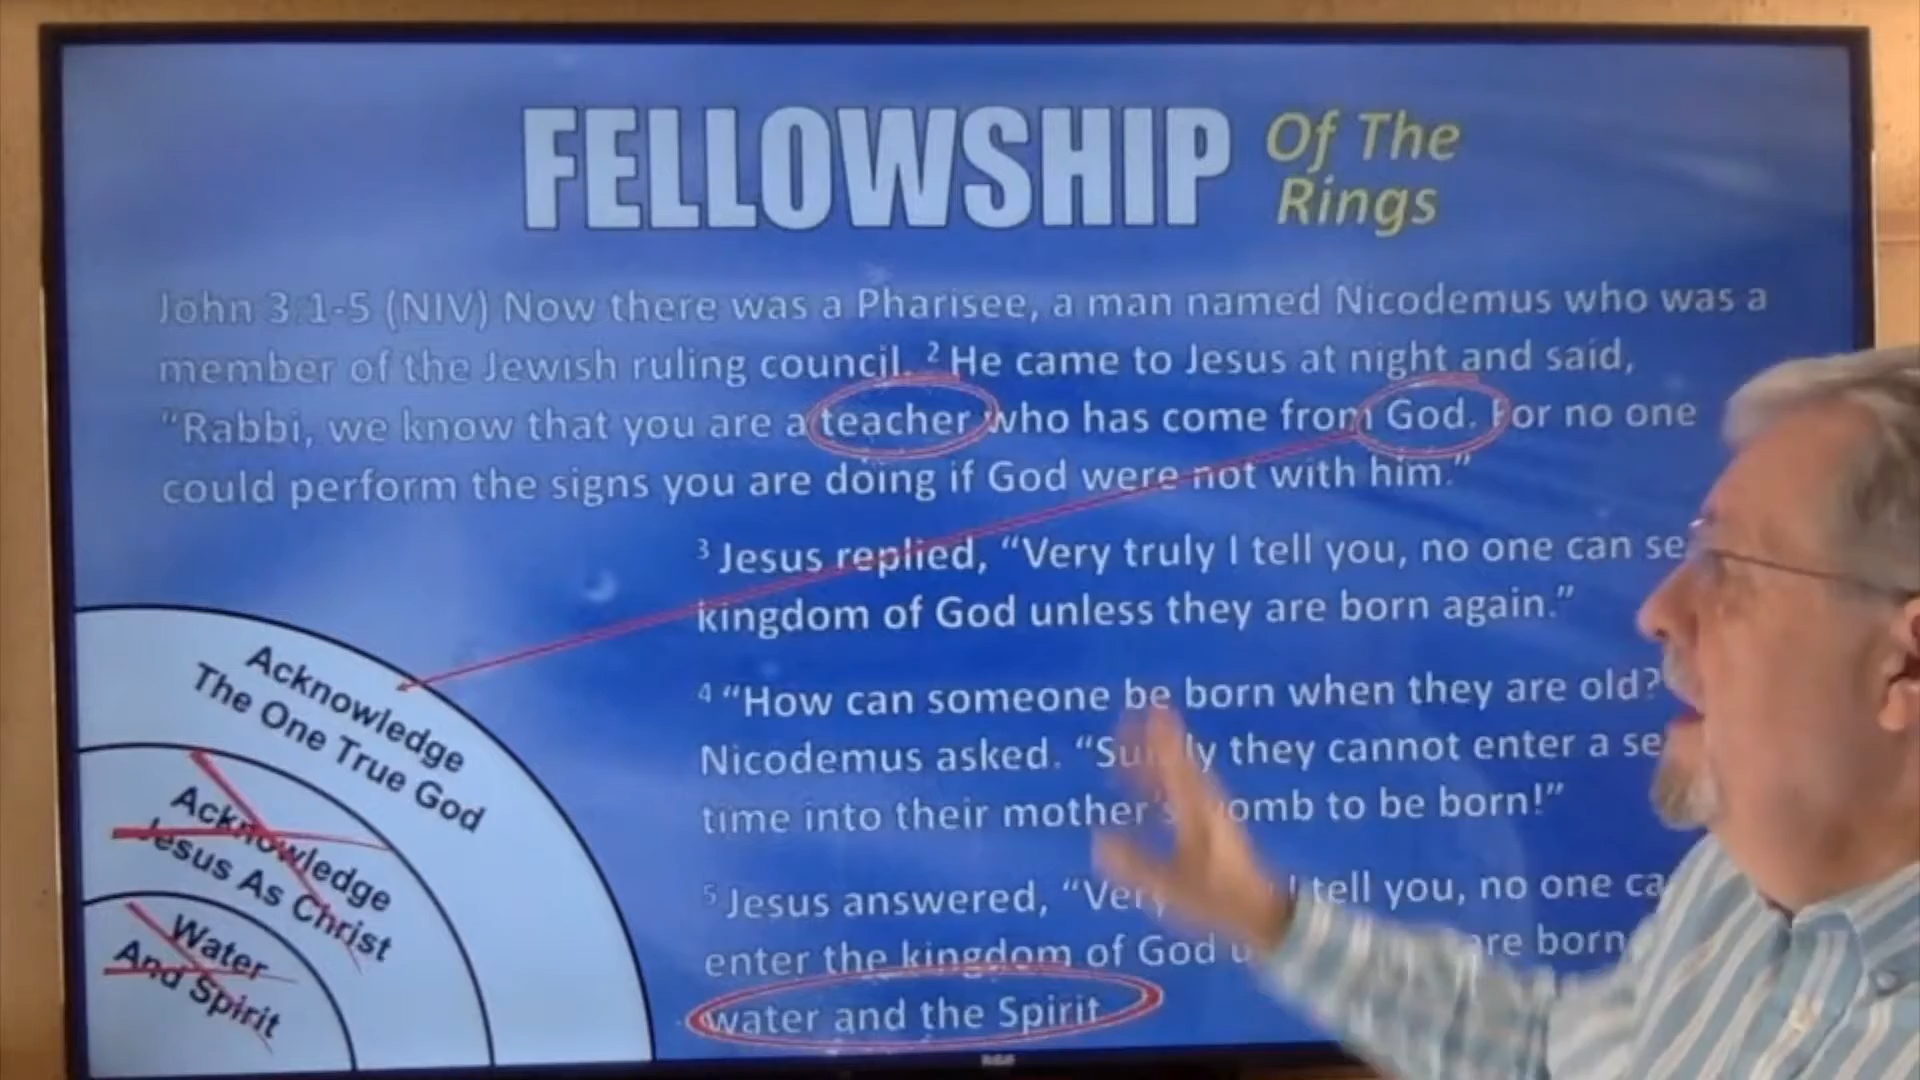 FELLOWSHIP Of The
Rings
John 3:1-5 (NIV) Now there was a Pharisee, a man named Nicodemus who was a
member of the Jewish ruling council. 2 He came to Jesus at night and said,
“Rabbi, we know that you are a teacher who has come from God. For no one
could perform the signs you are doing if God were not with him.”
3 Jesus replied, “Very truly I tell you, no one can se
kingdom of God unless they are born again.”
4 “How can someone be born when they are old?
Nicodemus asked. “Su ly they cannot enter a se
time into their mother’s omb to be born!”
5 Jesus answered, “Very I tell you, no one ca
enter the kingdom of God u re born
water and the Spirit
Acknowledge
The One True God
Acknowledge
Jesus As Christ
Water
And Spirit
RCA